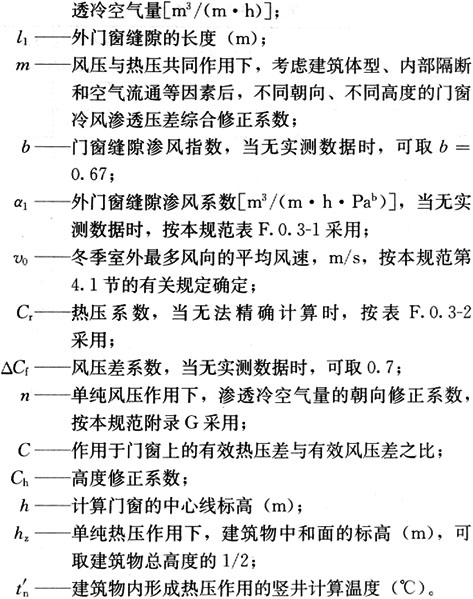 透冷空气量[m³/(m·h)];
l₁——外门窗缝隙的长度(m);
m——风压与热压共同作用下,考虑建筑体型、内部隔断
和空气流通等因素后,不同朝向、不同高度的门窗
冷风渗透压差综合修正系数;
b——门窗缝隙渗风指数,当无实测数据时,可取b=
0.67;
α₁——外门窗缝隙渗风系数[m³/(m·h·Paᵇ)],当无实
测数据时,按本规范表F.0.3-1采用;
v₀——冬季室外最多风向的平均风速,m/s,按本规范第
4.1节的有关规定确定;
Cᵣ——热压系数,当无法精确计算时,按表F.0.3-2
采用;
ΔC_f——风压差系数,当无实测数据时,可取0.7;
n——单纯风压作用下,渗透冷空气量的朝向修正系数,
按本规范附录G采用;
C——作用于门窗上的有效热压差与有效风压差之比;
Cₕ——高度修正系数;
h——计算门窗的中心线标高(m);
h_z——单纯热压作用下,建筑物中和面的标高(m),可
取建筑物总高度的1/2;
t′ₙ——建筑物内形成热压作用的竖井计算温度(℃)。